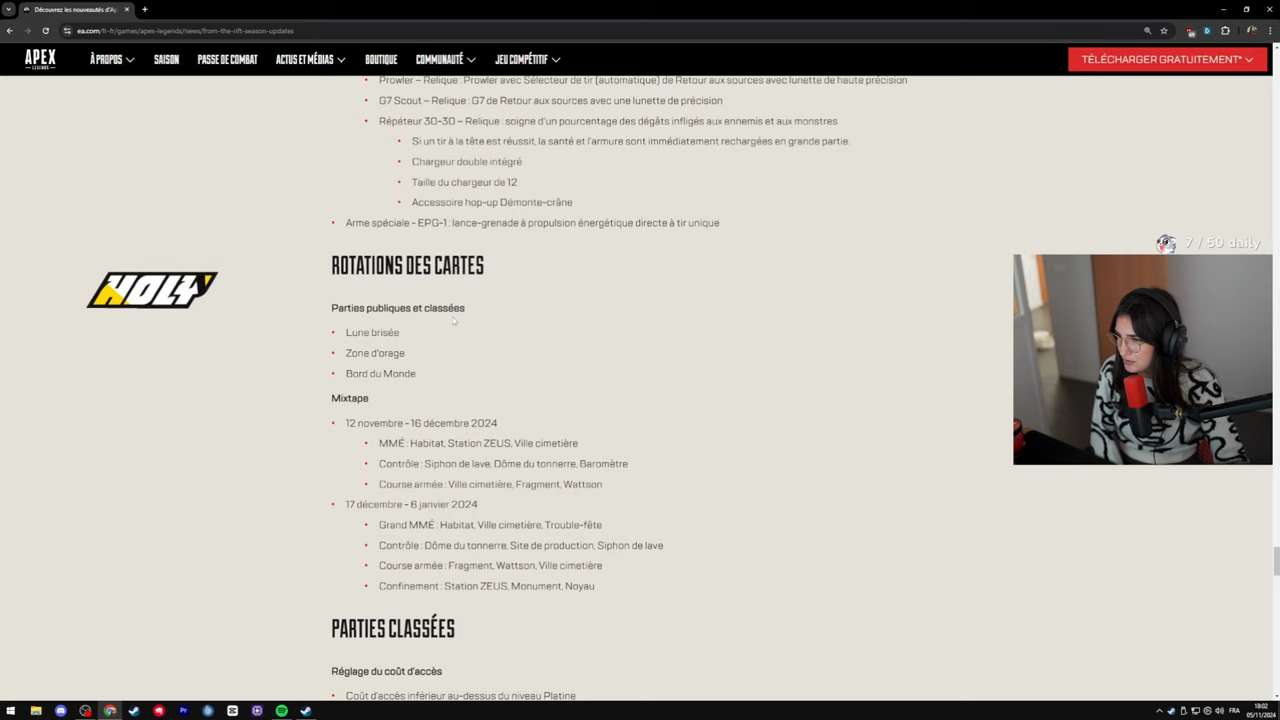 Découvrez les nouveautés d'Ap
ea.com/fr-fr/games/apex-legends/news/from-the-rift-season-updates
APEX
LEGENDS
À PROPOS
SAISON
PASSE DE COMBAT
ACTUS ET MÉDIAS
BOUTIQUE
COMMUNAUTÉ
JEU COMPÉTITIF
TÉLÉCHARGER GRATUITEMENT*
Prowler – Relique : Prowler avec Sélecteur de tir (automatique) de Retour aux sources avec lunette de haute précision
G7 Scout – Relique : G7 de Retour aux sources avec une lunette de précision
Répéteur 30-30 – Relique : soigne d'un pourcentage des dégâts infligés aux ennemis et aux monstres
Si un tir à la tête est réussit, la santé et l'armure sont immédiatement rechargées en grande partie.
Chargeur double intégré
Taille du chargeur de 12
Accessoire hop-up Démonte-crâne
Arme spéciale - EPG-1 : lance-grenade à propulsion énergétique directe à tir unique
7 / 50 daily
HOLY
ROTATIONS DES CARTES
Parties publiques et classées
Lune brisée
Zone d'orage
Bord du Monde
Mixtape
12 novembre - 16 décembre 2024
MMÉ : Habitat, Station ZEUS, Ville cimetière
Contrôle : Siphon de lave, Dôme du tonnerre, Baromètre
Course armée : Ville cimetière, Fragment, Wattson
17 décembre - 6 janvier 2024
Grand MMÉ : Habitat, Ville cimetière, Trouble-fête
Contrôle : Dôme du tonnerre, Site de production, Siphon de lave
Course armée : Fragment, Wattson, Ville cimetière
Confinement : Station ZEUS, Monument, Noyau
PARTIES CLASSÉES
Réglage du coût d'accès
Coût d'accès inférieur au-dessus du niveau Platine
FRA
18:02
05/11/2024